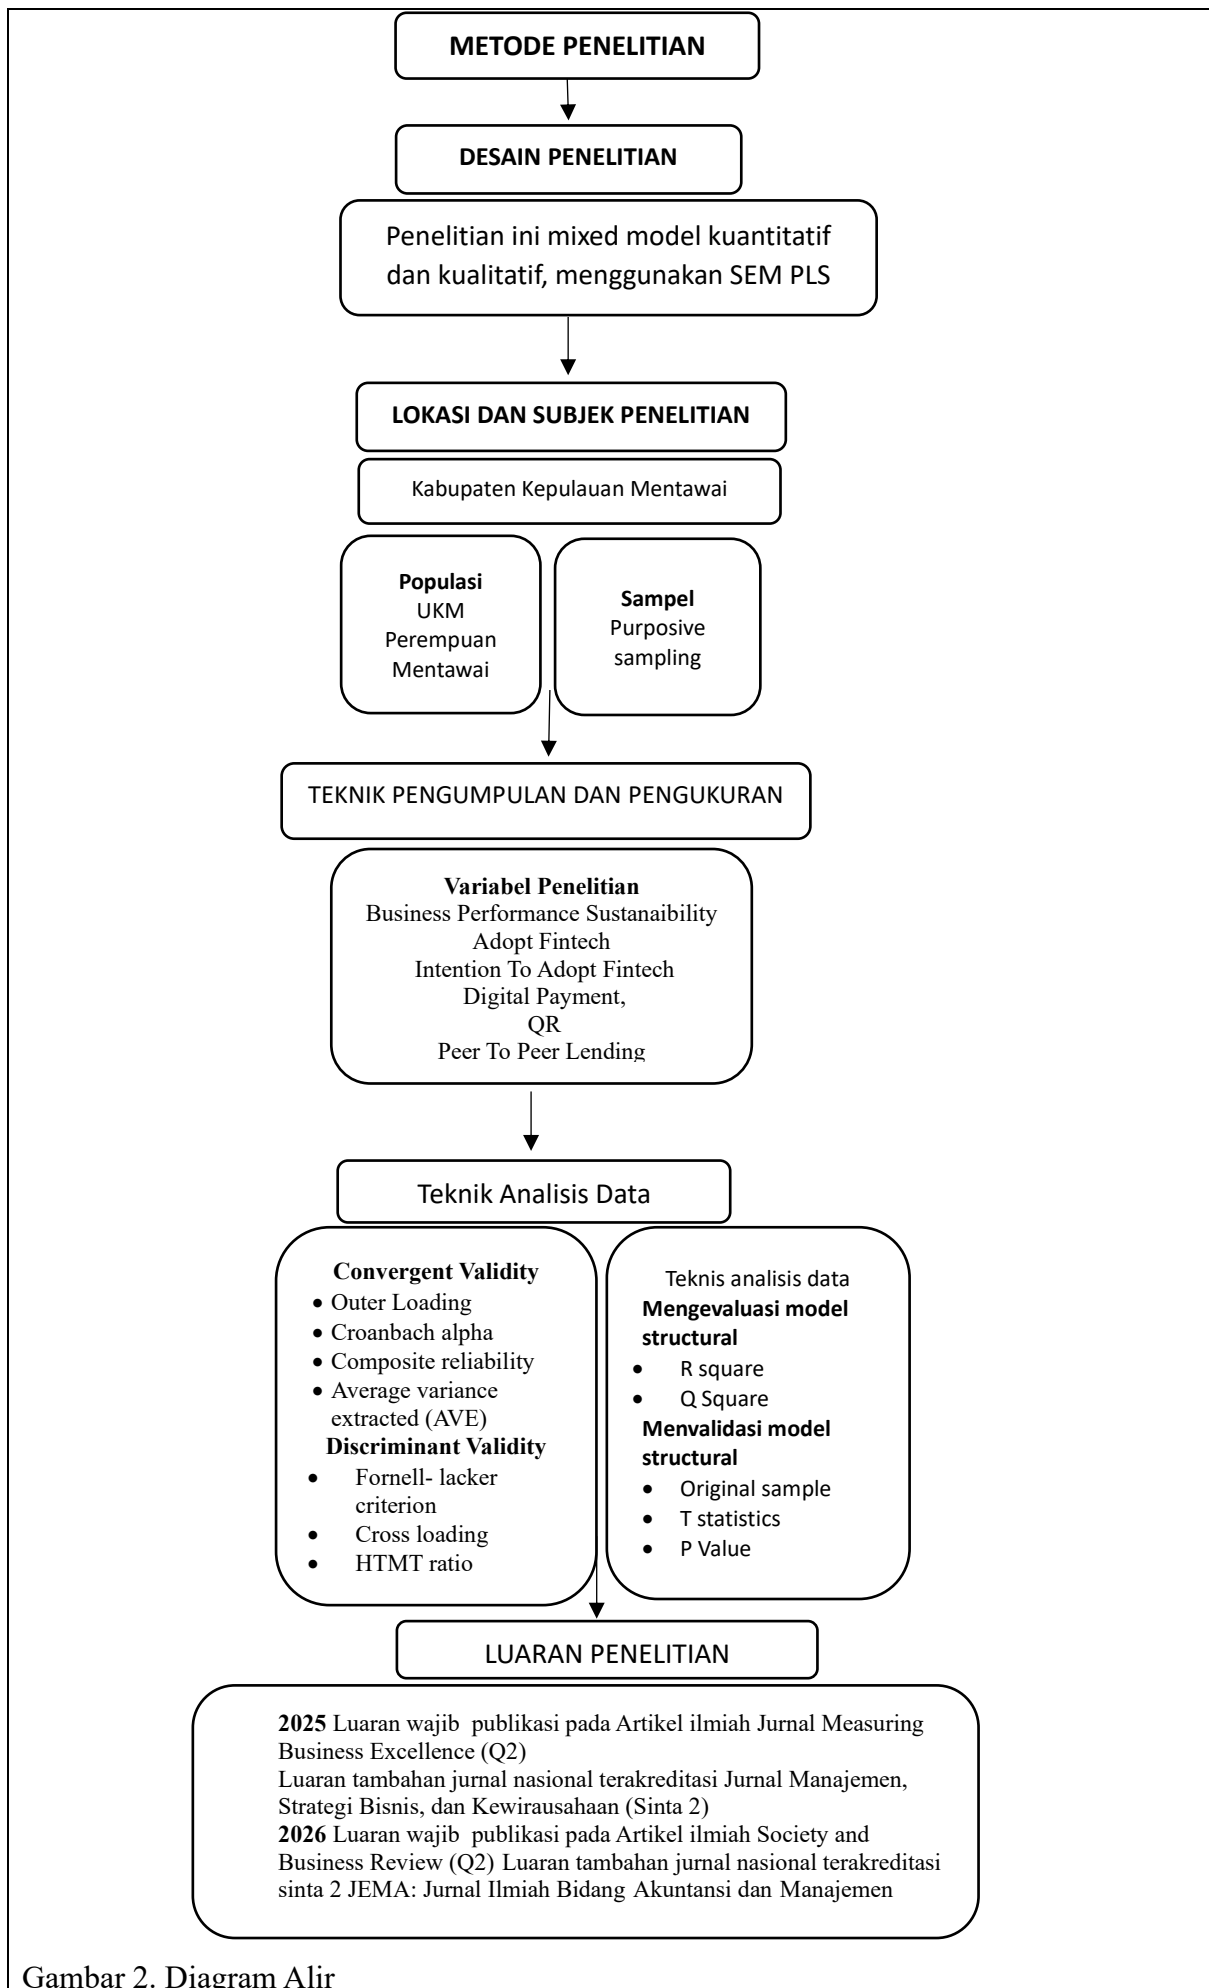 METODE PENELITIAN
DESAIN PENELITIAN
Penelitian ini mixed model kuantitatif
dan kualitatif, menggunakan SEM PLS
LOKASI DAN SUBJEK PENELITIAN
Kabupaten Kepulauan Mentawai
Populasi
UKM
Perempuan
Mentawai
Sampel
Purposive
sampling
TEKNIK PENGUMPULAN DAN PENGUKURAN
Variabel Penelitian
Business Performance Sustanaibility
Adopt Fintech
Intention To Adopt Fintech
Digital Payment,
QR
Peer To Peer Lending
Teknik Analisis Data
Convergent Validity
• Outer Loading
• Croanbach alpha
• Composite reliability
• Average variance
extracted (AVE)
Discriminant Validity
• Fornell- lacker
criterion
• Cross loading
• HTMT ratio
Teknis analisis data
Mengevaluasi model
structural
• R square
• Q Square
Menvalidasi model
structural
• Original sample
• T statistics
• P Value
LUARAN PENELITIAN
2025 Luaran wajib publikasi pada Artikel ilmiah Jurnal Measuring
Business Excellence (Q2)
Luaran tambahan jurnal nasional terakreditasi Jurnal Manajemen,
Strategi Bisnis, dan Kewirausahaan (Sinta 2)
2026 Luaran wajib publikasi pada Artikel ilmiah Society and
Business Review (Q2) Luaran tambahan jurnal nasional terakreditasi
sinta 2 JEMA: Jurnal Ilmiah Bidang Akuntansi dan Manajemen
Gambar 2. Diagram Alir